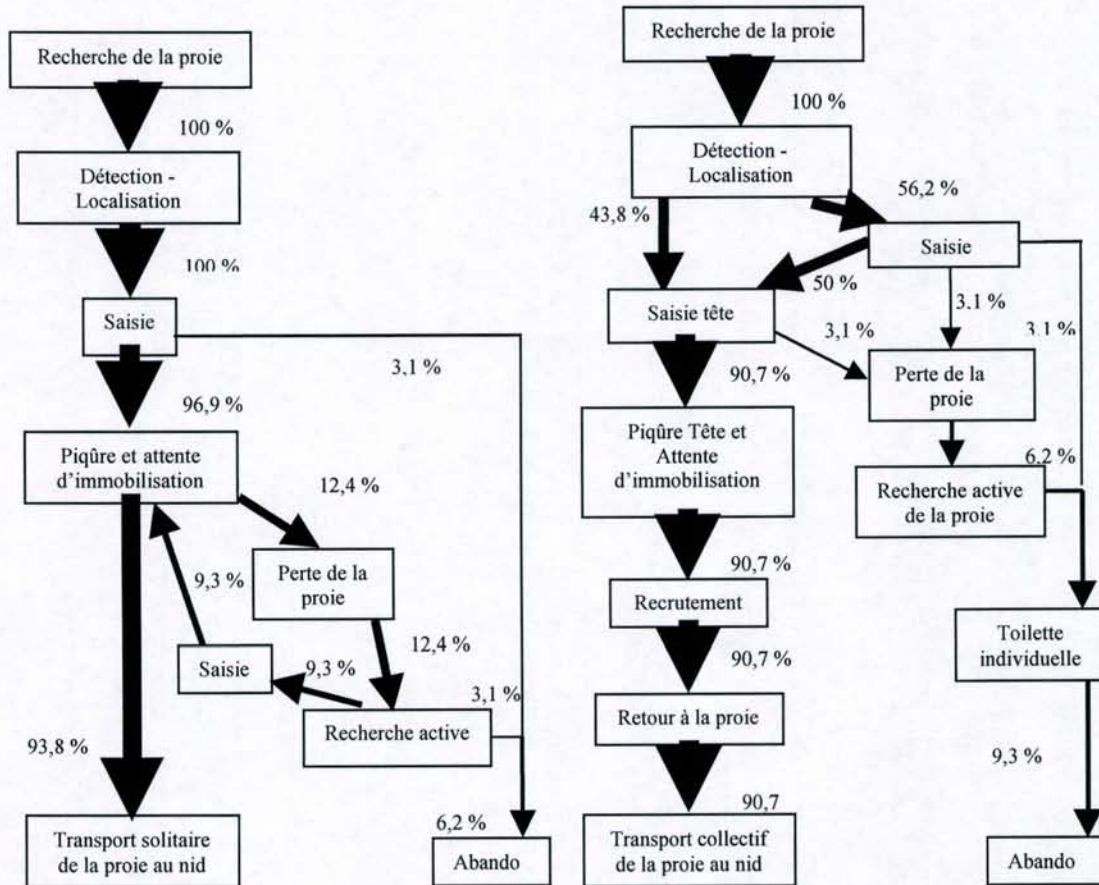 Recherche de la proie
100 %
Détection -
Localisation
100 %
Saisie
3,1 %
96,9 %
Piqûre et attente
d'immobilisation
12,4 %
Perte de la
proie
9,3 %
12,4 %
Saisie
9,3 %
3,1 %
Recherche active
93,8 %
6,2 %
Transport solitaire
de la proie au nid
Abando
Recherche de la proie
100 %
Détection -
Localisation
56,2 %
43,8 %
Saisie
50 %
Saisie tête
3,1 %
3.1 %
3.1 %
90,7 %
Perte de la
proie
Piqûre Tête et
Attente
d'immobilisation
6,2 %
Recherche active
de la proie
90,7 %
Recrutement
Toilette
individuelle
90,7 %
Retour à la proie
9,3 %
90,7
Transport collectif
de la proie au nid
Abando